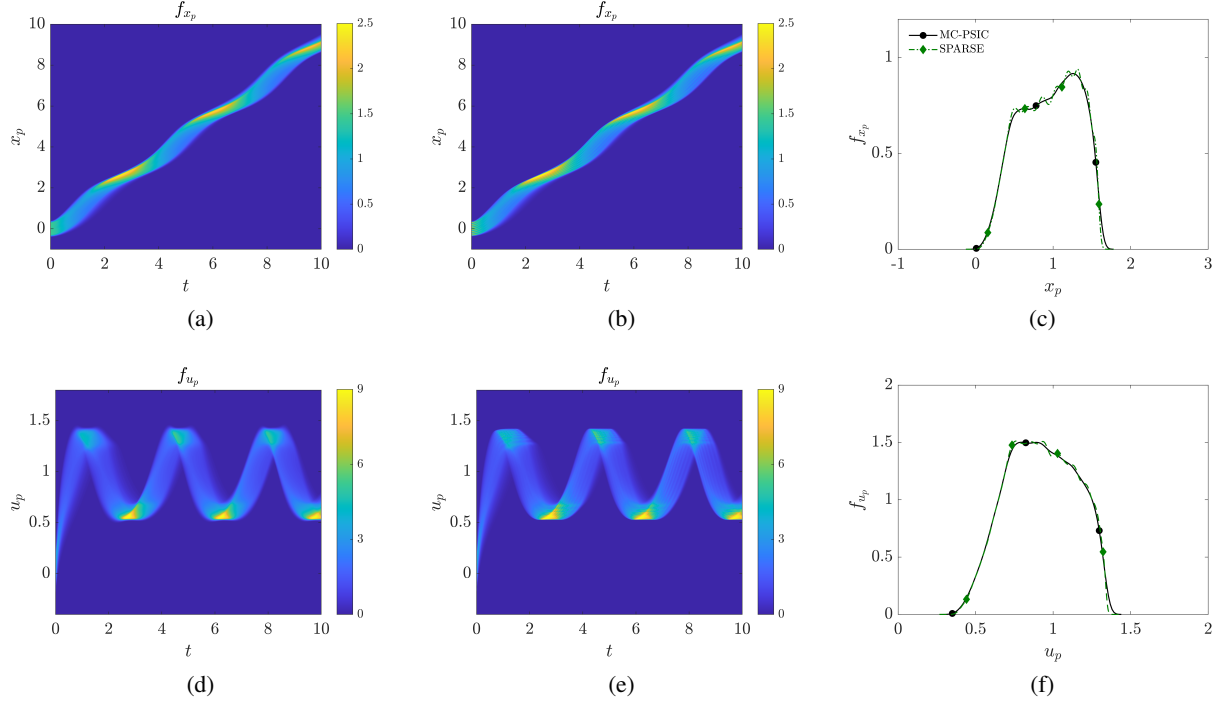 f_{x_p}
10
8
6
4
2
0
x_p
0 2 4 6 8 10
t
2.5
2
1.5
1
0.5
0
(a)
f_{x_p}
10
8
6
4
2
0
x_p
0 2 4 6 8 10
t
2.5
2
1.5
1
0.5
0
(b)
MC-PSIC
SPARSE
1
0.5
0
f_{x_p}
-1 0 1 2 3
x_p
(c)
f_{u_p}
1.5
1
0.5
0
u_p
0 2 4 6 8 10
t
9
6
3
0
(d)
f_{u_p}
1.5
1
0.5
0
u_p
0 2 4 6 8 10
t
9
6
3
0
(e)
2
1.5
1
0.5
0
f_{u_p}
0 0.5 1 1.5 2
u_p
(f)